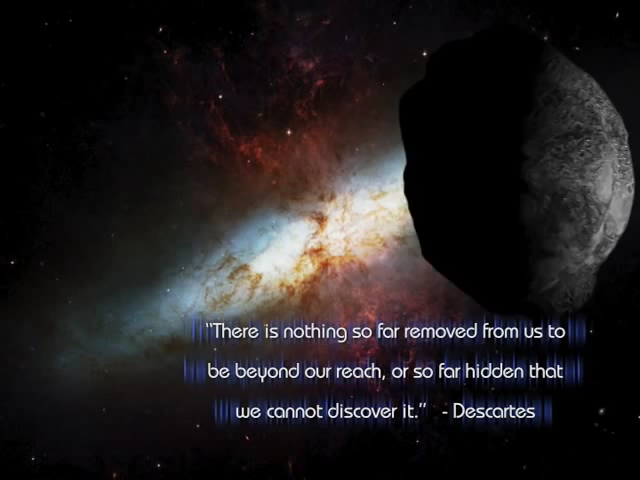 "There is nothing so far removed from us to
be beyond our reach, or so far hidden that
we cannot discover it." - Descartes